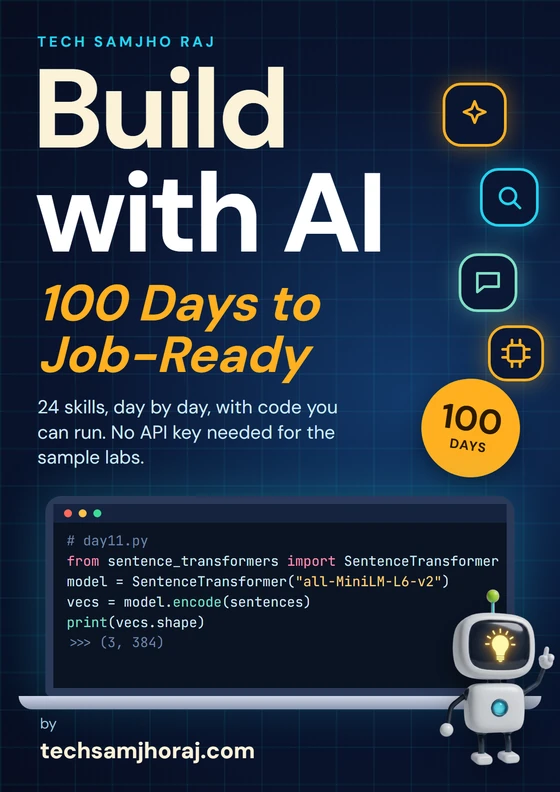 TECH SAMJHO RAJ
Build
with AI
100 Days to
Job-Ready
24 skills, day by day, with code you
can run. No API key needed for the
sample labs.
100
DAYS
# day11.py
from sentence_transformers import SentenceTransformer
model = SentenceTransformer("all-MiniLM-L6-v2")
vecs = model.encode(sentences)
print(vecs.shape)
>>> (3, 384)
by
techsamjhoraj.com